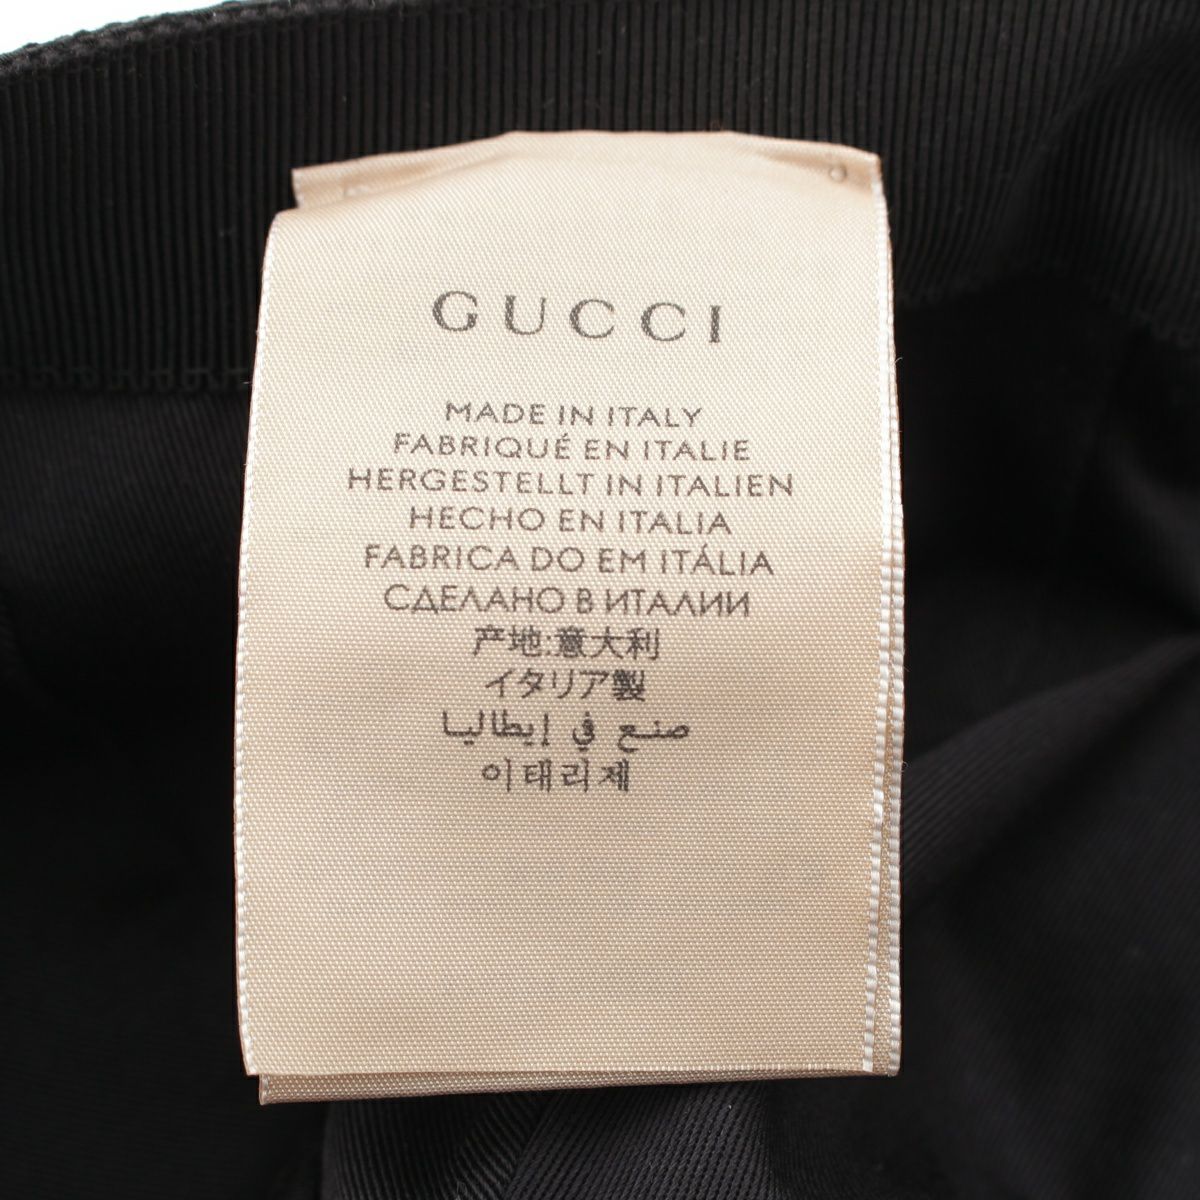 GUCCI
MADE IN ITALY
FABRIQUÉ EN ITALIE
HERGESTELLT IN ITALIEN
HECHO EN ITALIA
FABRICA DO EM ITÁLIA
СДЕЛАНО В ИТАЛИИ
产地:意大利
イタリア製
صنع في إيطاليا
이태리제